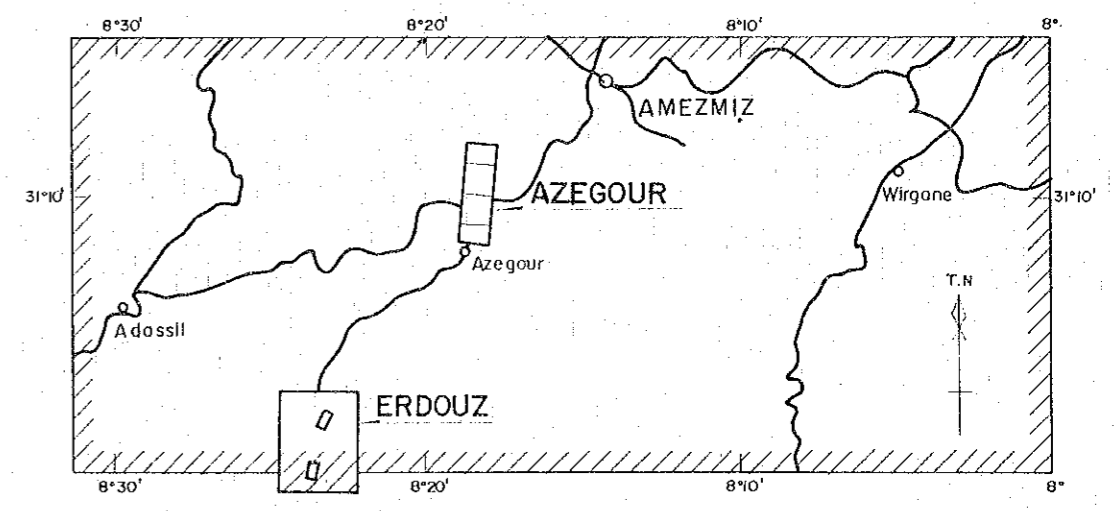 8°30' 8°20' 8°10' 8°
AMEZMIZ
31°10' AZEGOUR Wirgane 31°10'
Azegour
T.N
Adassil
ERDOUZ
8°30' 8°20' 8°10' 8°